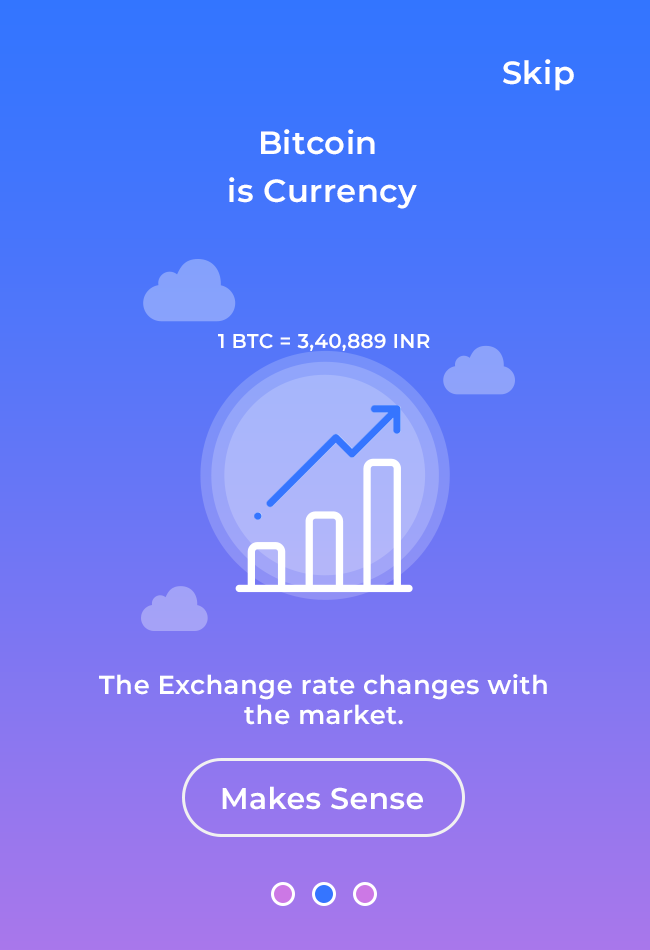 Skip
Bitcoin
is Currency
1 BTC = 3,40,889 INR
The Exchange rate changes with
the market.
Makes Sense